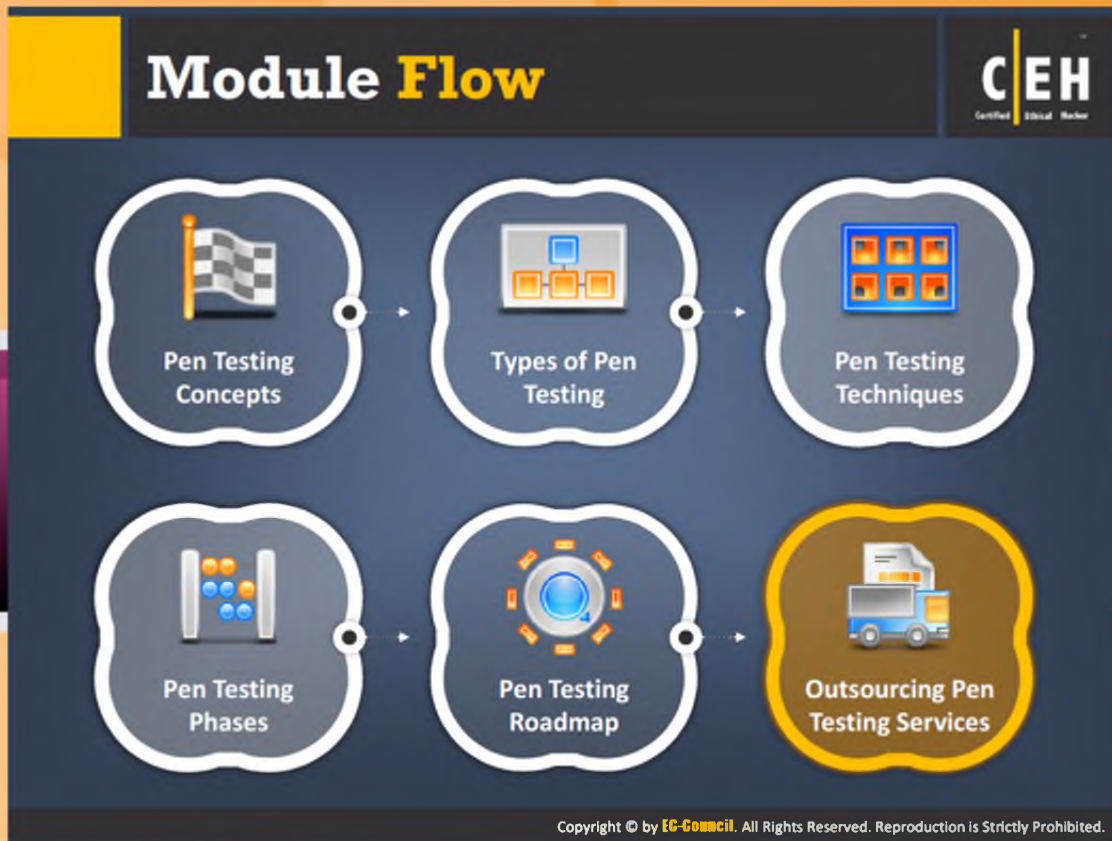 Module Flow
CEH
Certified Ethical Hacker
Pen Testing
Concepts
Types of Pen
Testing
Pen Testing
Techniques
Pen Testing
Phases
Pen Testing
Roadmap
Outsourcing Pen
Testing Services
Copyright © by EC-Council. All Rights Reserved. Reproduction is Strictly Prohibited.